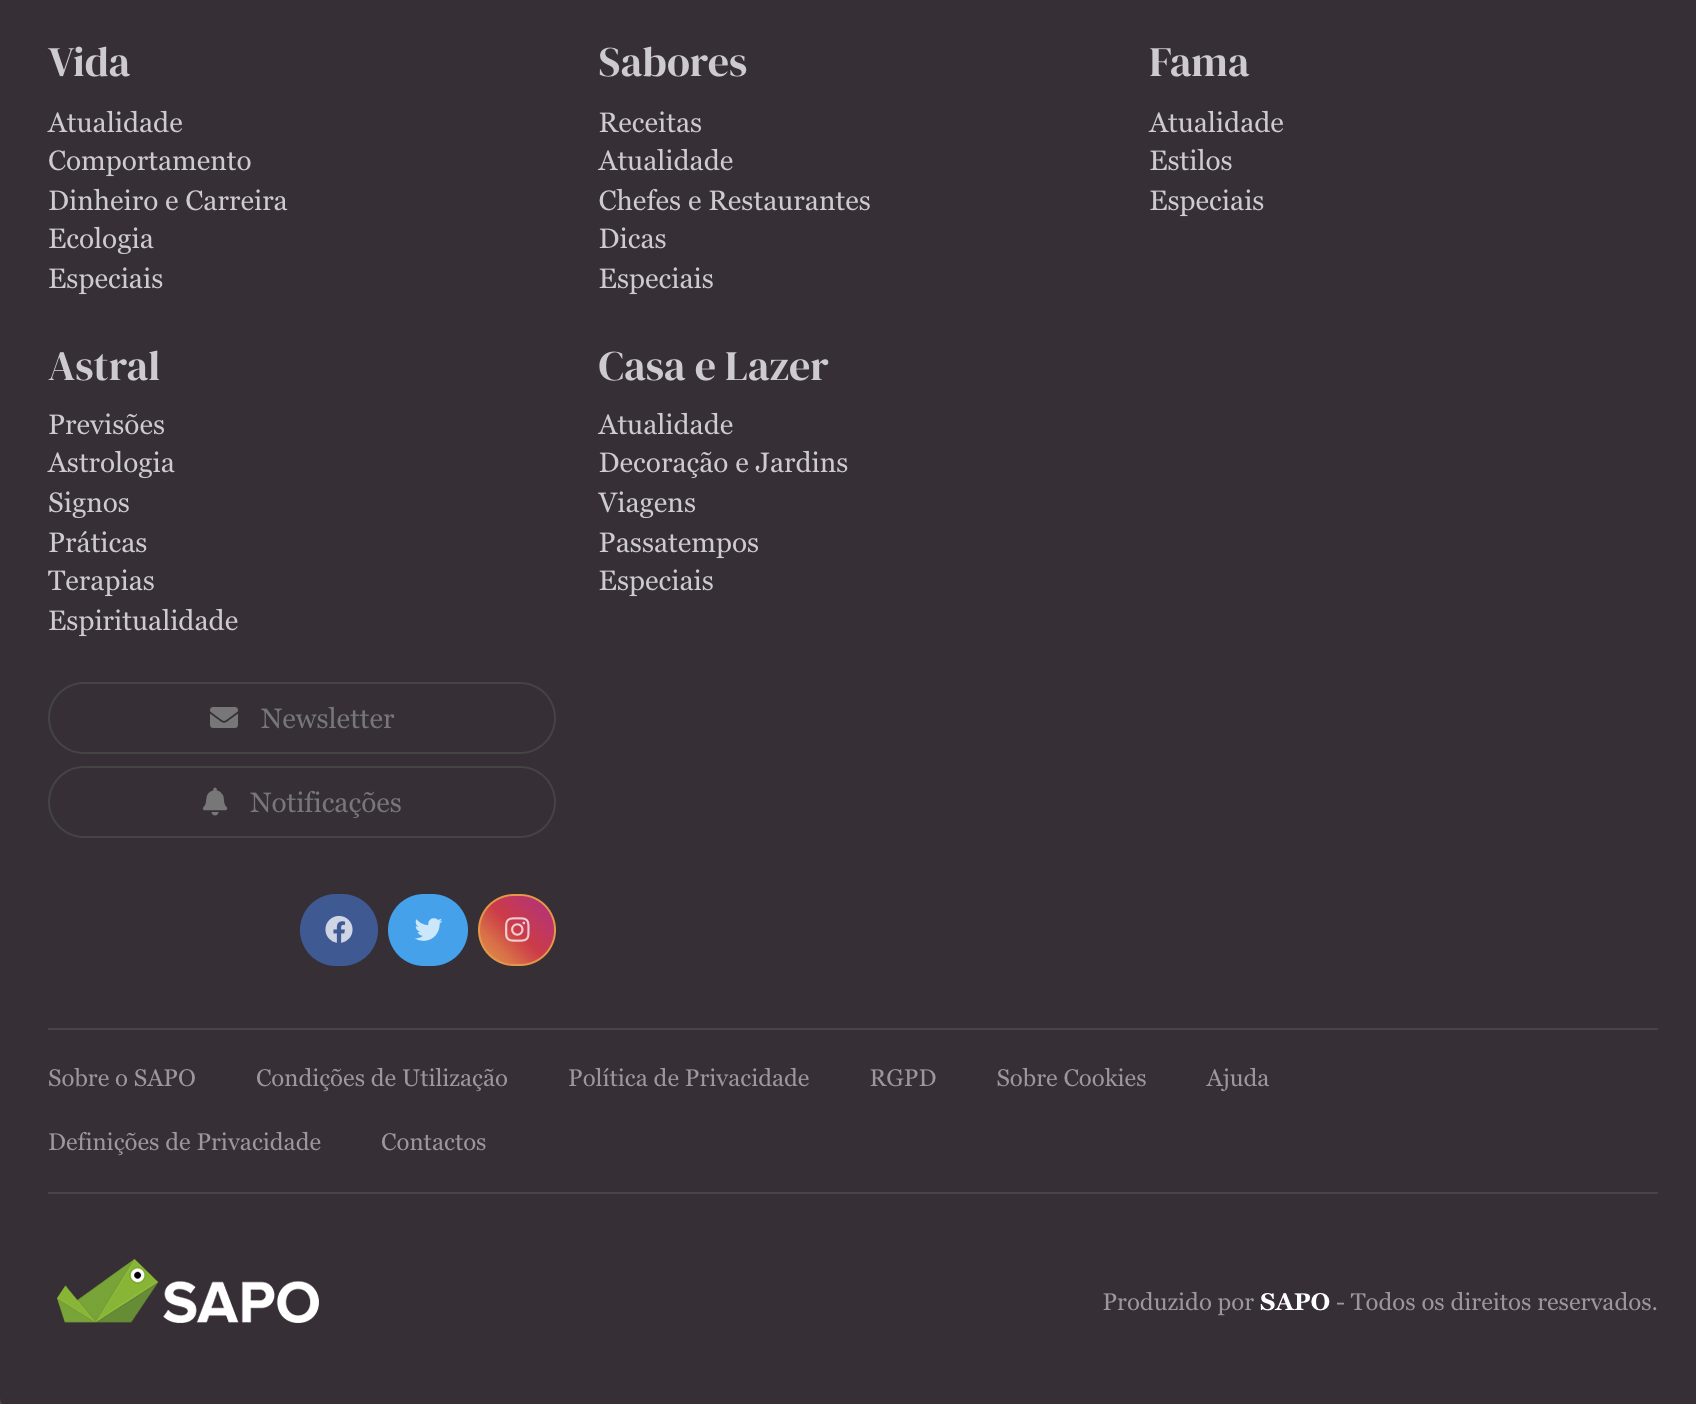 Vida
Atualidade
Comportamento
Dinheiro e Carreira
Ecologia
Especiais
Sabores
Receitas
Atualidade
Chefes e Restaurantes
Dicas
Especiais
Fama
Atualidade
Estilos
Especiais
Astral
Previsões
Astrologia
Signos
Práticas
Terapias
Espiritualidade
Casa e Lazer
Atualidade
Decoração e Jardins
Viagens
Passatempos
Especiais
Newsletter
Notificações
Sobre o SAPO Condições de Utilização Política de Privacidade RGPD Sobre Cookies Ajuda
Definições de Privacidade Contactos
SAPO
Produzido por SAPO - Todos os direitos reservados.